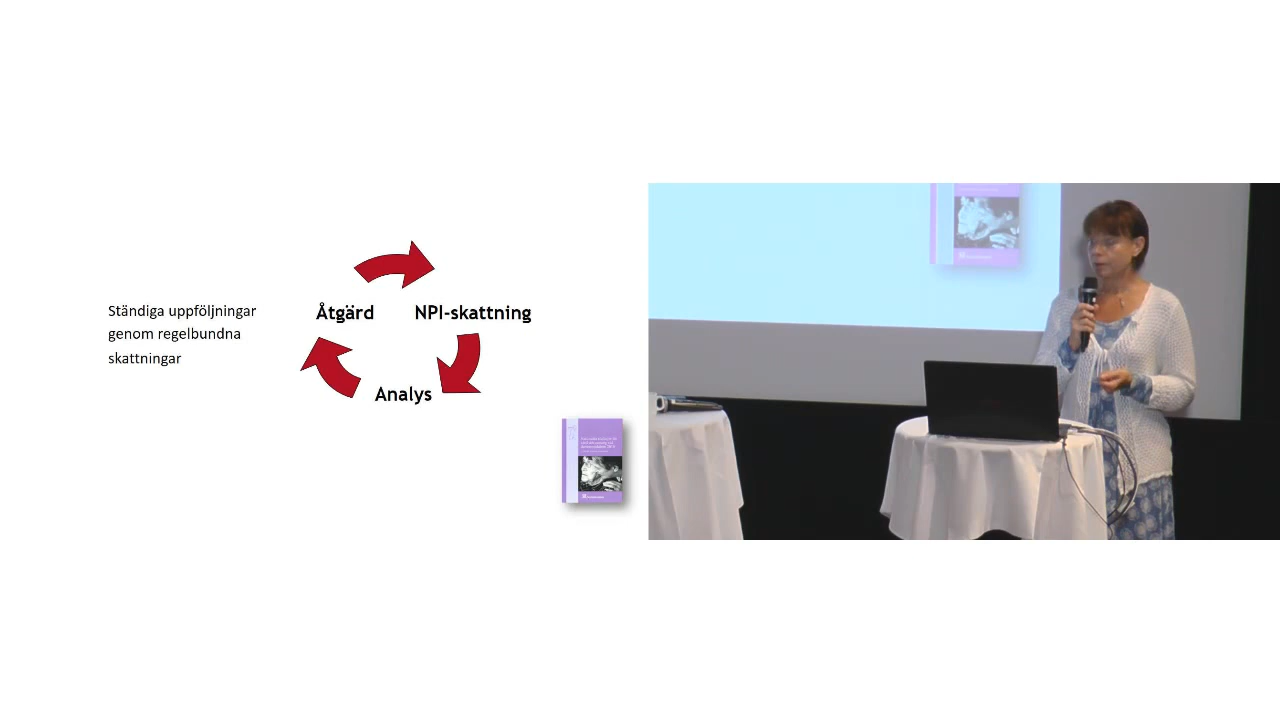 Ständiga uppföljningar
genom regelbundna
skattningar
Åtgärd
NPI-skattning
Analys